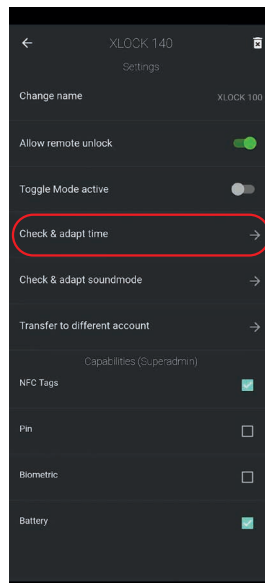 XLOCK 140
Settings
Change name XLOCK 100
Allow remote unlock
Toggle Mode active
Check & adapt time
Check & adapt soundmode
Transfer to different account
Capabilities (Superadmin)
NFC Tags
Pin
Biometric
Battery